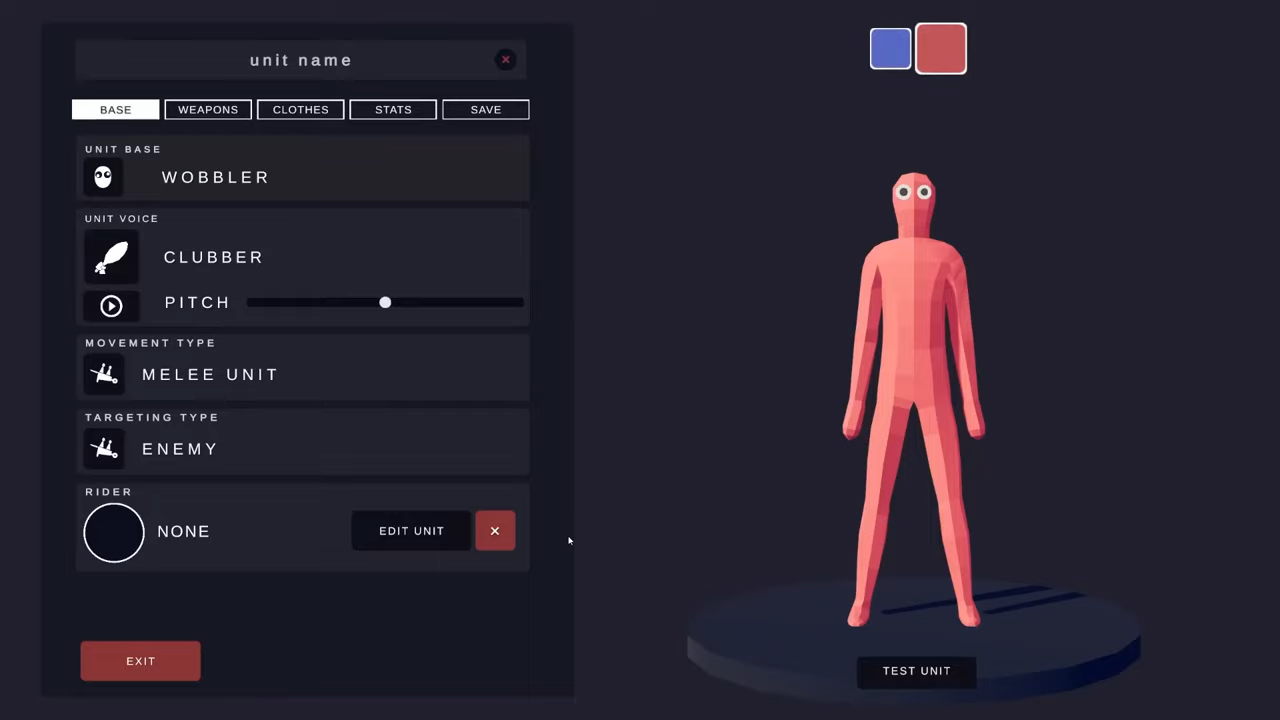 unit name
BASE WEAPONS CLOTHES STATS SAVE
UNIT BASE
WOBBLER
UNIT VOICE
CLUBBER
PITCH
MOVEMENT TYPE
MELEE UNIT
TARGETING TYPE
ENEMY
RIDER
NONE EDIT UNIT
EXIT
TEST UNIT